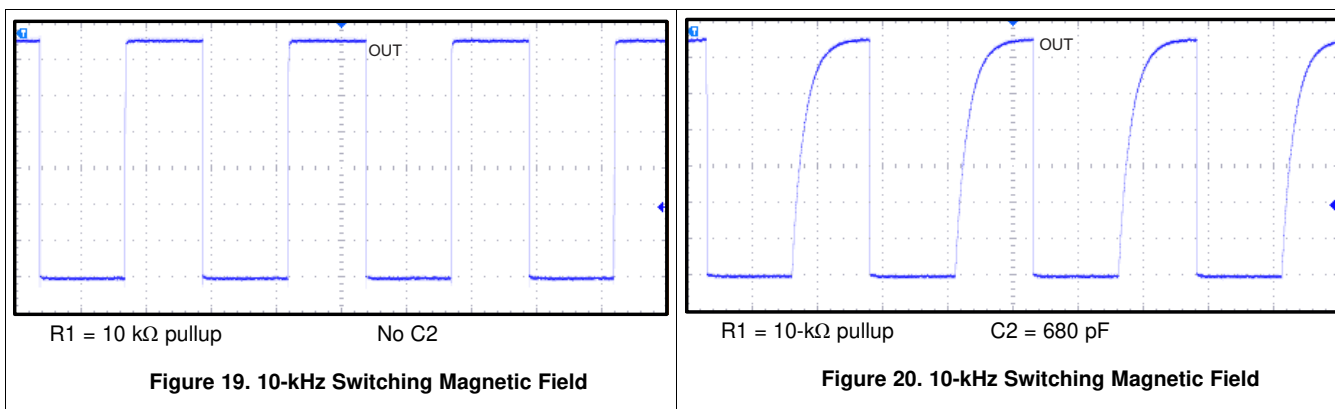 OUT
R1 = 10 kΩ pullup No C2
Figure 19. 10-kHz Switching Magnetic Field
OUT
R1 = 10-kΩ pullup C2 = 680 pF
Figure 20. 10-kHz Switching Magnetic Field